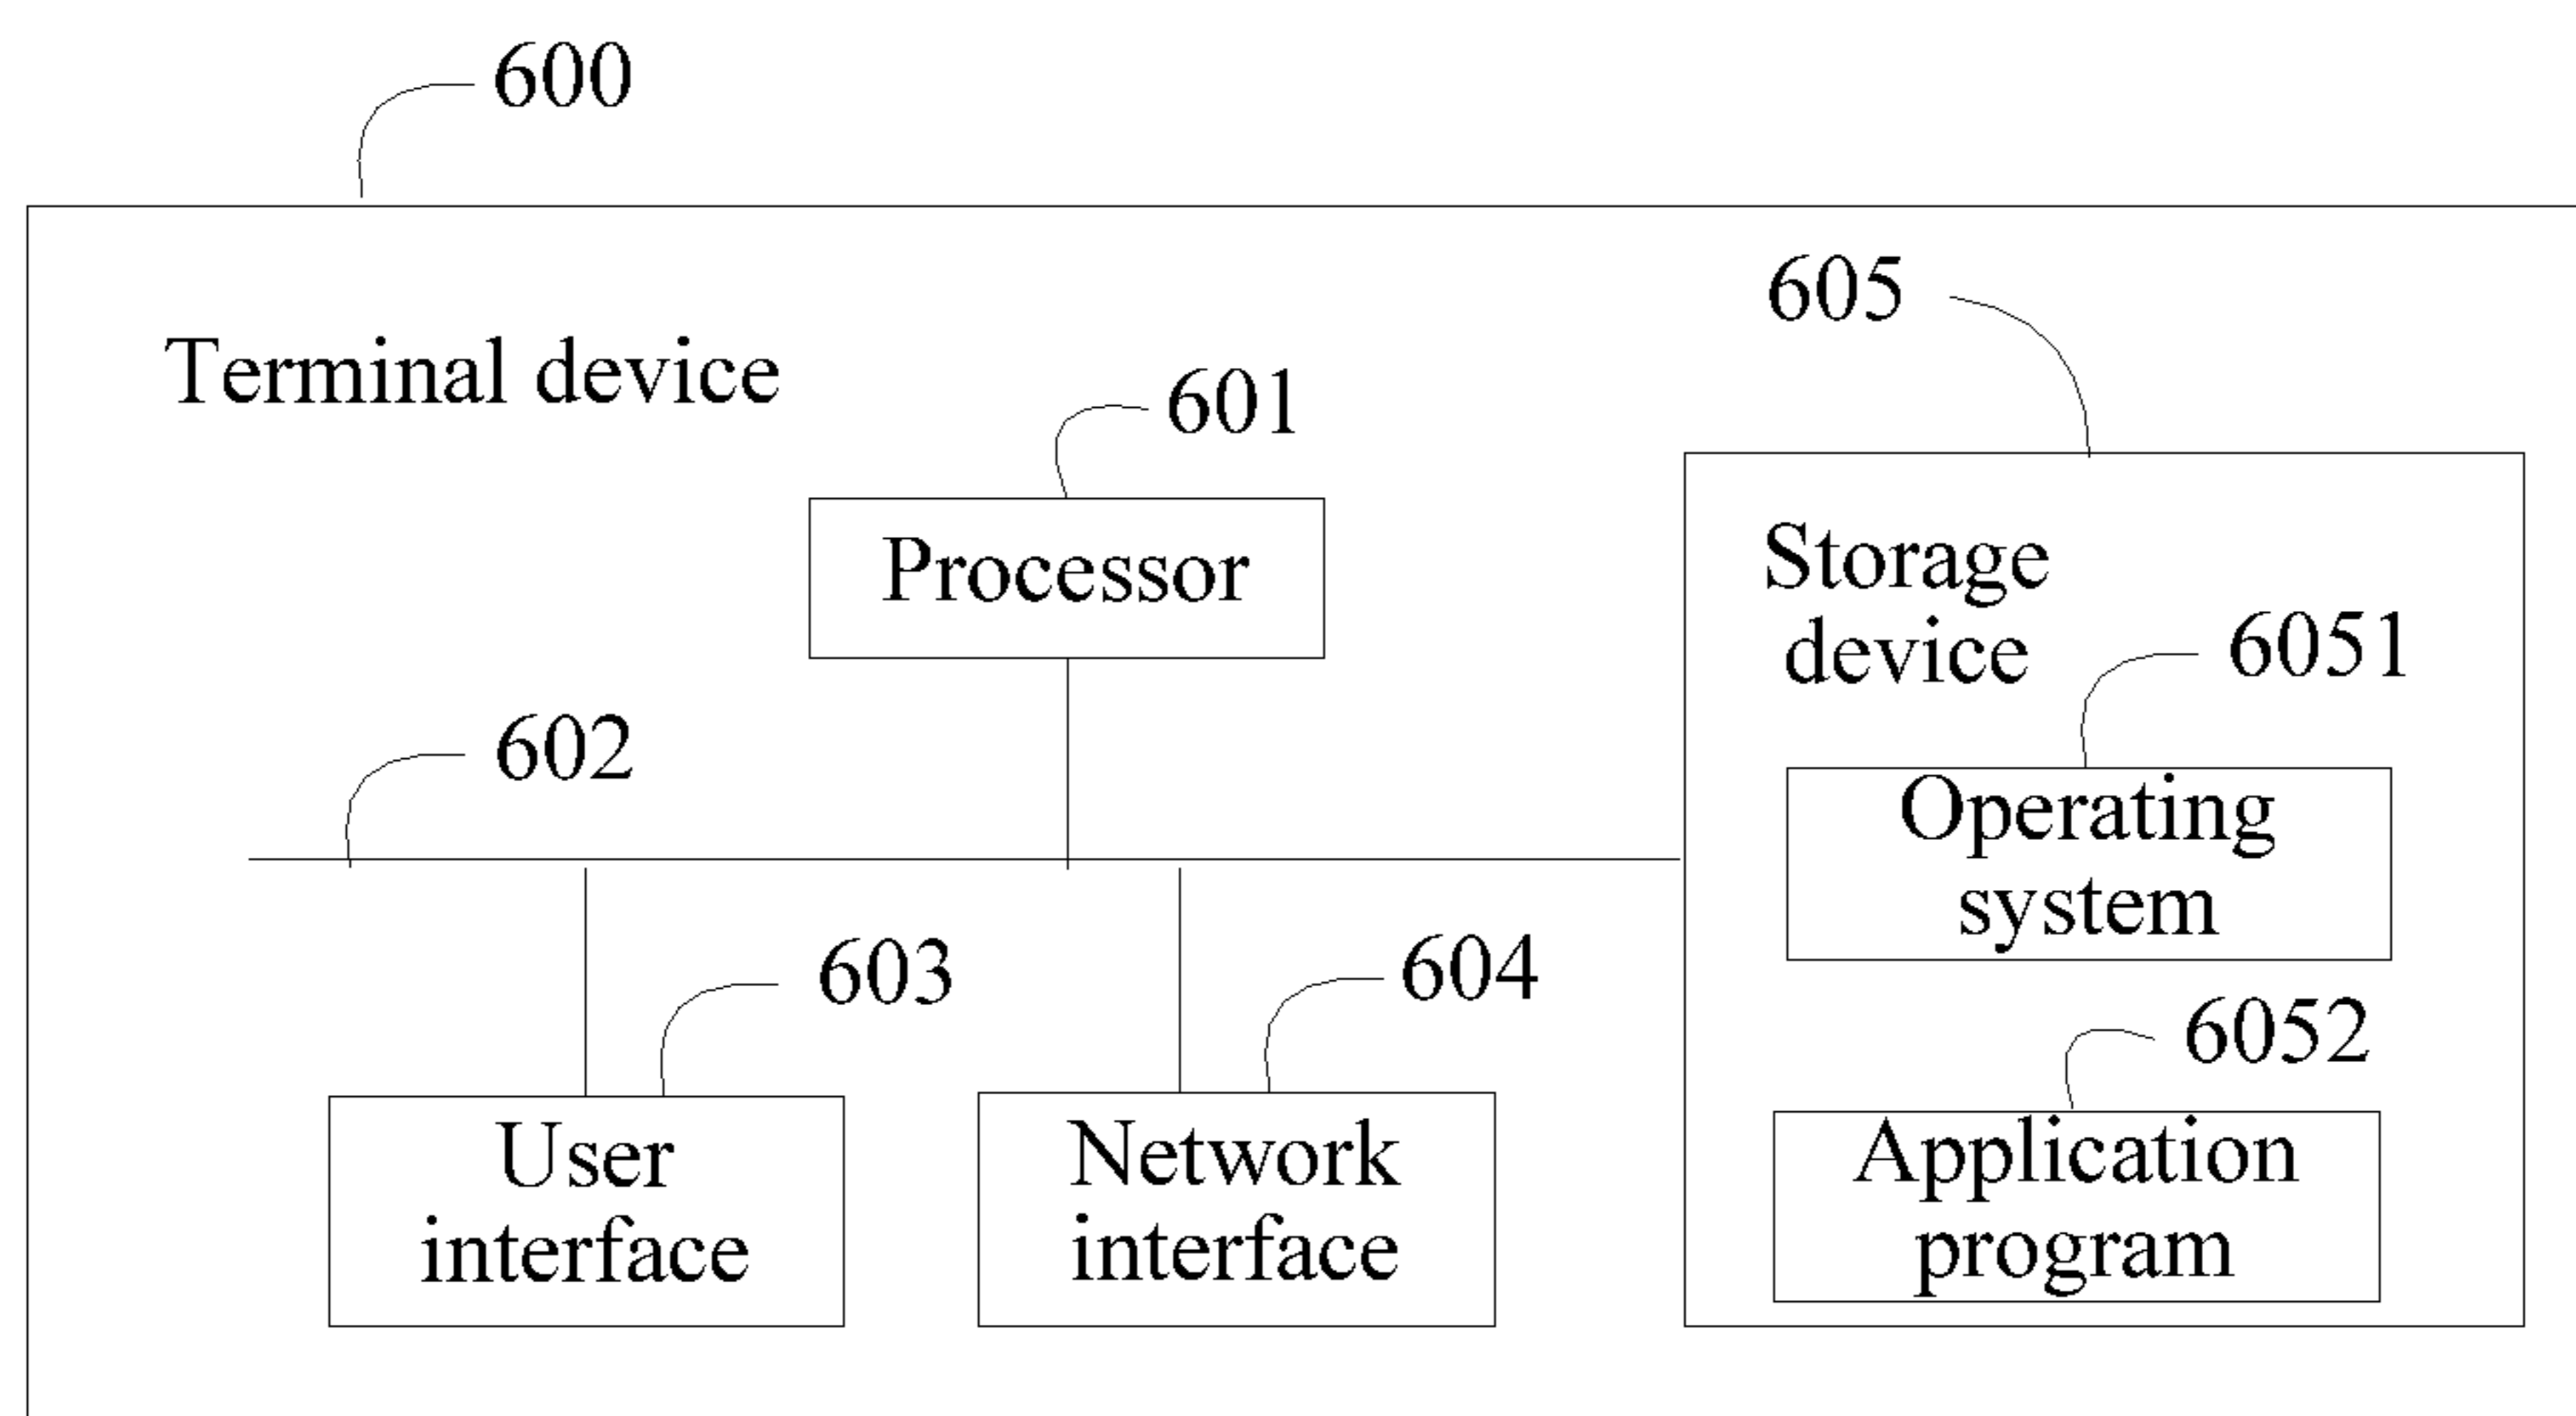 600
605
Terminal device
601
Processor
Storage
device
6051
602
Operating
system
603
604
6052
User
interface
Network
interface
Application
program